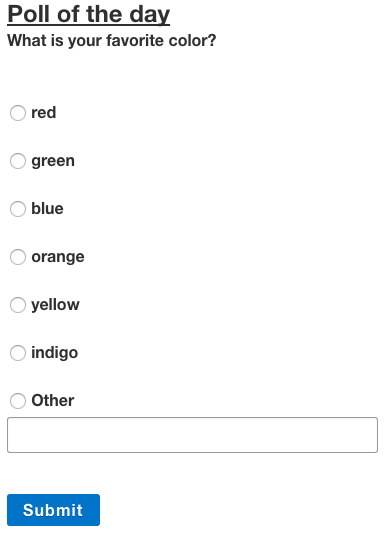 Poll of the day
What is your favorite color?
red
green
blue
orange
yellow
indigo
Other
Submit